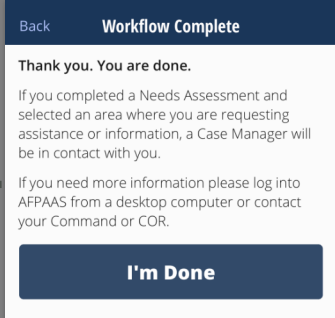 Back
Workflow Complete
Thank you. You are done.
If you completed a Needs Assessment and
selected an area where you are requesting
assistance or information, a Case Manager will
be in contact with you.
If you need more information please log into
AFPAAS from a desktop computer or contact
your Command or COR.
I'm Done